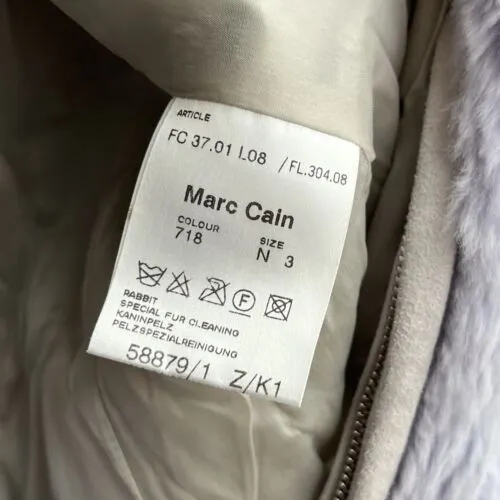 ARTICLE
FC 37.01 L08 / FL.304.08
Marc Cain
COLOUR SIZE
718 N 3
F
RABBIT
SPECIAL FUR CLEANING
KANINPELZ
PELZSPEZIALREINIGUNG
58879/1 Z/K1